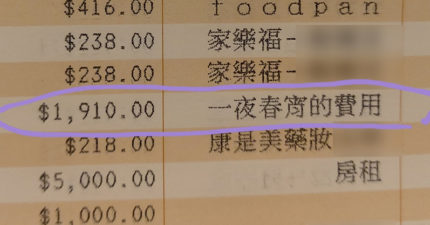 $416.00 ｆｏｏｄｐａｎ
$238.00 家樂福-
$238.00 家樂福-
$1,910.00 一夜春宵的費用
$218.00 康是美藥妝
$5,000.00 房租
$1,000.00